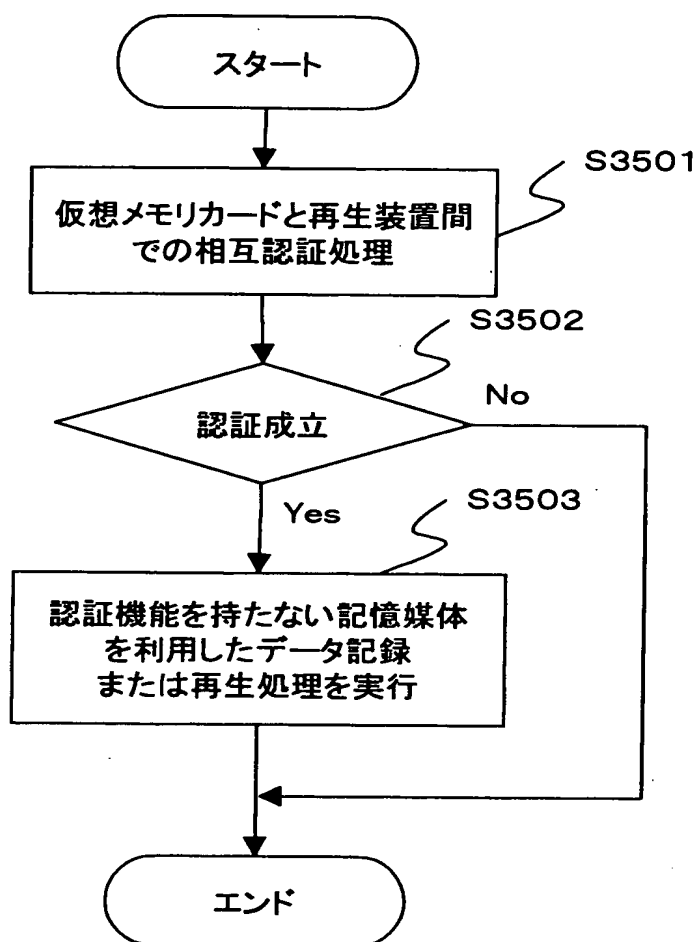 スタート
S3501
仮想メモリカードと再生装置間
での相互認証処理
S3502
認証成立
No
Yes
S3503
認証機能を持たない記憶媒体
を利用したデータ記録
または再生処理を実行
エンド